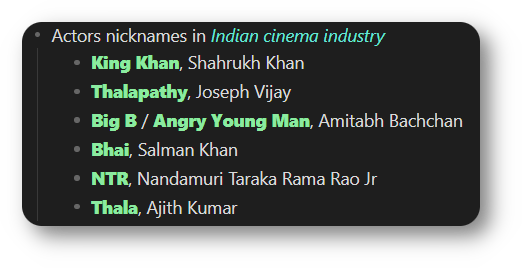 Actors nicknames in Indian cinema industry
King Khan, Shahrukh Khan
Thalapathy, Joseph Vijay
Big B / Angry Young Man, Amitabh Bachchan
Bhai, Salman Khan
NTR, Nandamuri Taraka Rama Rao Jr
Thala, Ajith Kumar